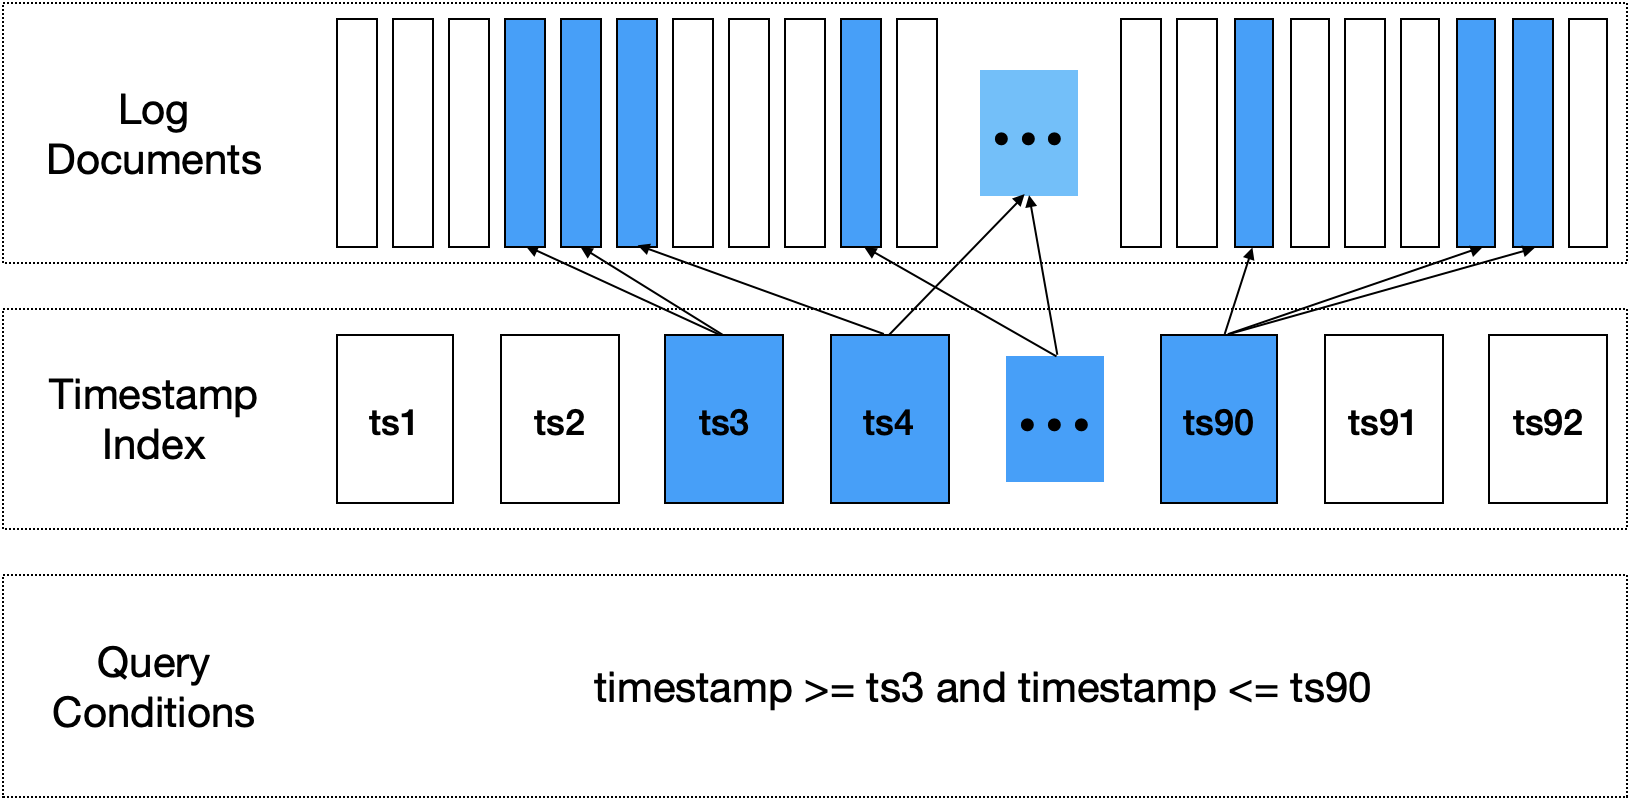 Log
Documents
•••
Timestamp
Index
ts1
ts2
ts3
ts4
•••
ts90
ts91
ts92
Query
Conditions
timestamp >= ts3 and timestamp <= ts90